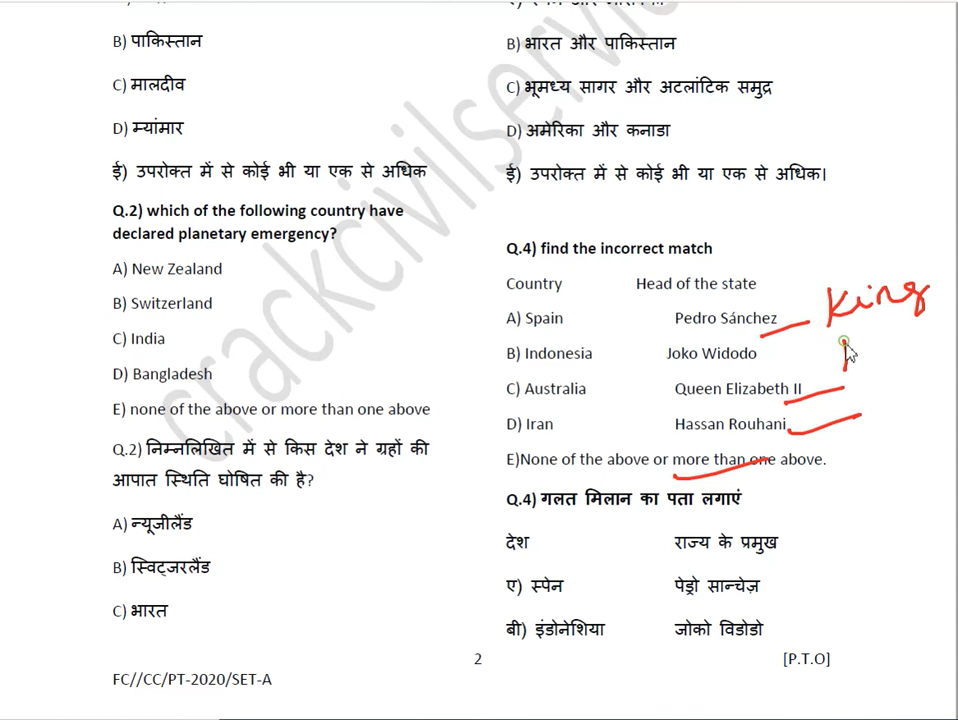 B) पाकिस्तान
C) मालदीव
D) म्यांमार
ई) उपरोक्त में से कोई भी या एक से अधिक
Q.2) which of the following country have
declared planetary emergency?
A) New Zealand
B) Switzerland
C) India
D) Bangladesh
E) none of the above or more than one above
Q.2) निम्नलिखित में से किस देश ने ग्रहों की
आपात स्थिति घोषित की है?
A) न्यूजीलैंड
B) स्विट्जरलैंड
C) भारत
B) भारत और पाकिस्तान
C) भूमध्य सागर और अटलांटिक समुद्र
D) अमेरिका और कनाडा
ई) उपरोक्त में से कोई भी या एक से अधिक।
Q.4) find the incorrect match
Country Head of the state
A) Spain Pedro Sánchez King
B) Indonesia Joko Widodo
C) Australia Queen Elizabeth II
D) Iran Hassan Rouhani
E)None of the above or more than one above.
Q.4) गलत मिलान का पता लगाएं
देश राज्य के प्रमुख
ए) स्पेन पेड्रो सान्चेज़
बी) इंडोनेशिया जोको विडोडो
2 [P.T.O]
FC//CC/PT-2020/SET-A
crackcivilservice